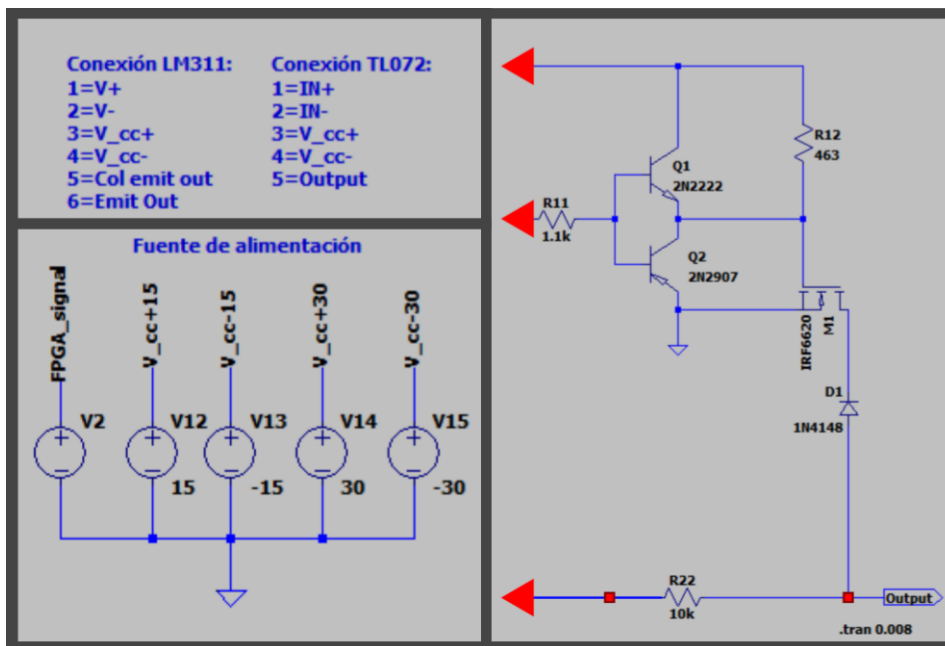 Conexión LM311:
1=V+
2=V-
3=V_cc+
4=V_cc-
5=Col emit out
6=Emit Out
Conexión TL072:
1=IN+
2=IN-
3=V_cc+
4=V_cc-
5=Output
Fuente de alimentación
FPGA_signal
V_cc+15
V_cc-15
V_cc+30
V_cc-30
V2
V12
15
V13
-15
V14
30
V15
-30
R12
463
Q1
2N2222
R11
1.1k
Q2
2N2907
IRF6620
M1
D1
1N4148
R22
10k
Output
.tran 0.008